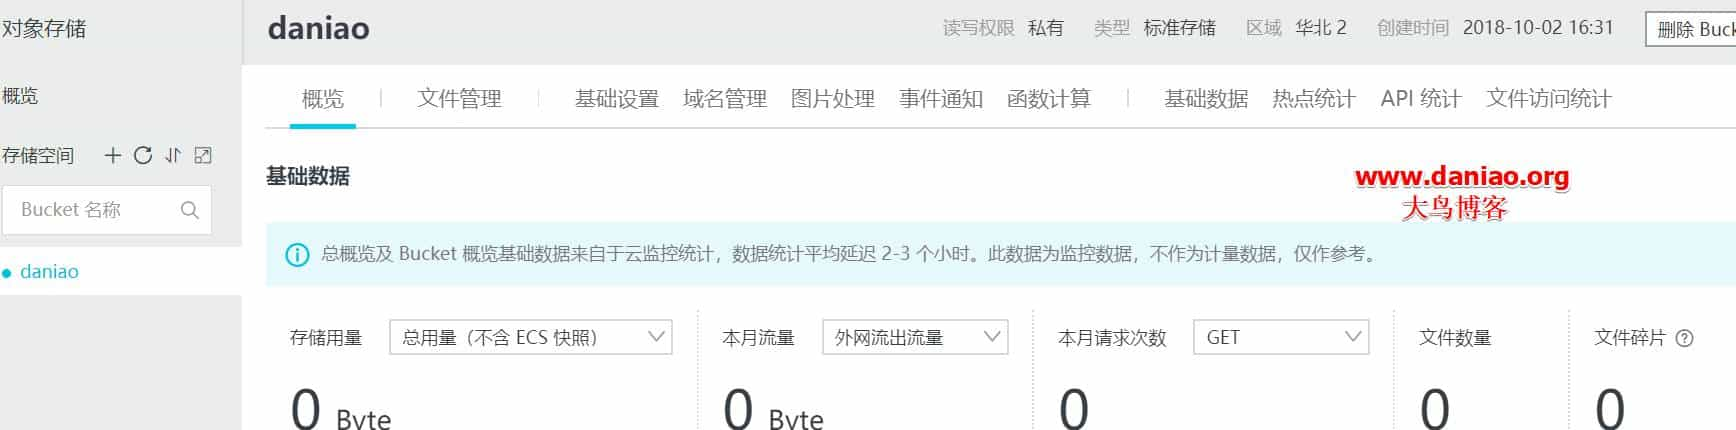 对象存储
概览
存储空间
Bucket 名称
daniao
daniao
读写权限 私有 类型 标准存储 区域 华北 2 创建时间 2018-10-02 16:31 删除 Buck
概览 文件管理 基础设置 域名管理 图片处理 事件通知 函数计算 基础数据 热点统计 API 统计 文件访问统计
基础数据
www.daniao.org
大鸟博客
总概览及 Bucket 概览基础数据来自于云监控统计，数据统计平均延迟 2-3 个小时。此数据为监控数据，不作为计量数据，仅作参考。
存储用量 总用量（不含 ECS 快照） 本月流量 外网流出流量 本月请求次数 GET 文件数量 文件碎片
0 Byte 0 Byte 0 0 0